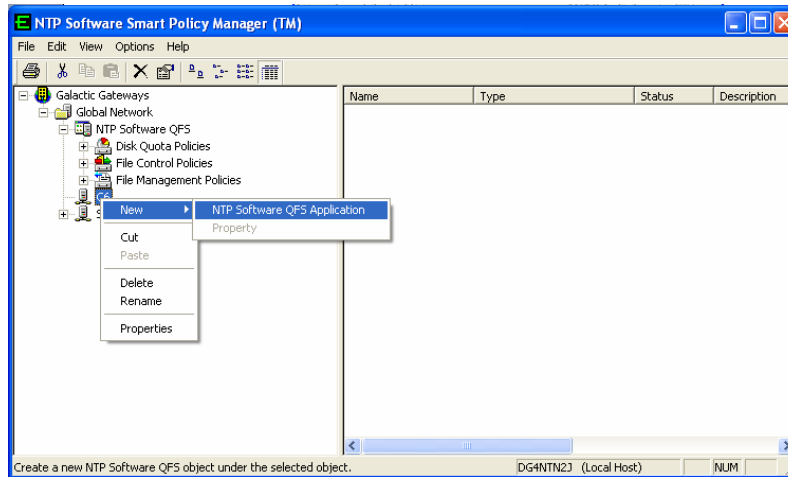 NTP Software Smart Policy Manager (TM)
File Edit View Options Help
Galactic Gateways
Global Network
NTP Software QFS
Disk Quota Policies
File Control Policies
File Management Policies
Name Type Status Description
New
NTP Software QFS Application
Property
Cut
Paste
Delete
Rename
Properties
Create a new NTP Software QFS object under the selected object.
DG4NTN2J (Local Host)
NUM